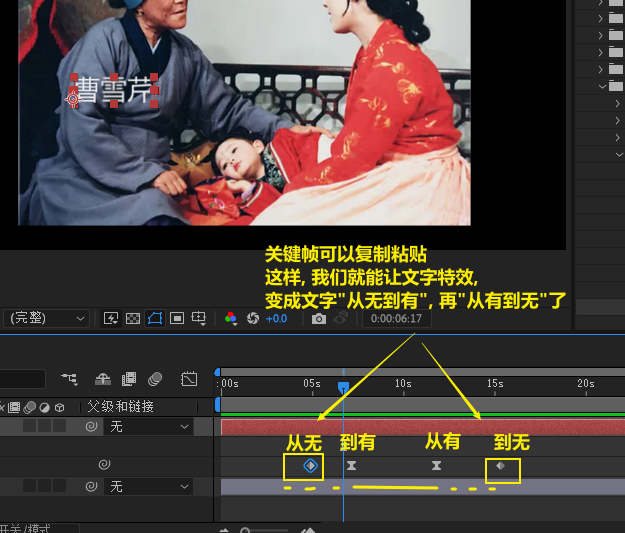 曹雪芹
关键帧可以复制粘贴
这样, 我们就能让文字特效,
变成文字"从无到有", 再"从有到无"了
(完整)
+0.0
0:00:06:17
:00s
05s
10s
15s
20s
父级和链接
无
从无
到有
从有
到无
无
开关/模式